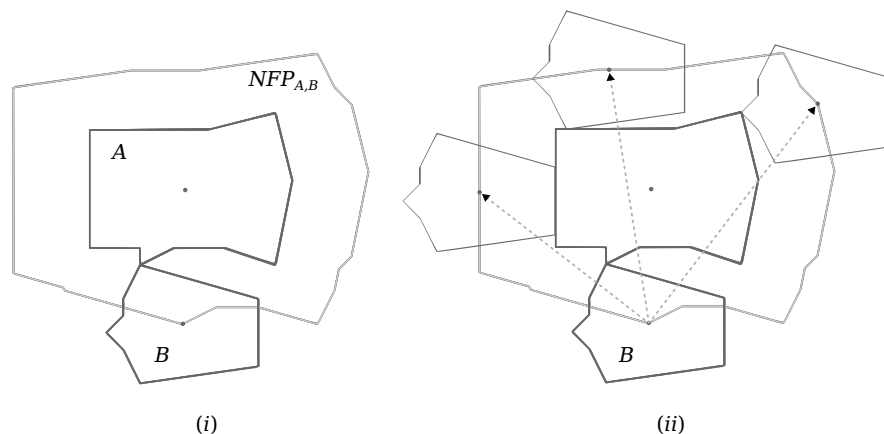 NFP_{A,B}
A
B
B
(i)
(ii)